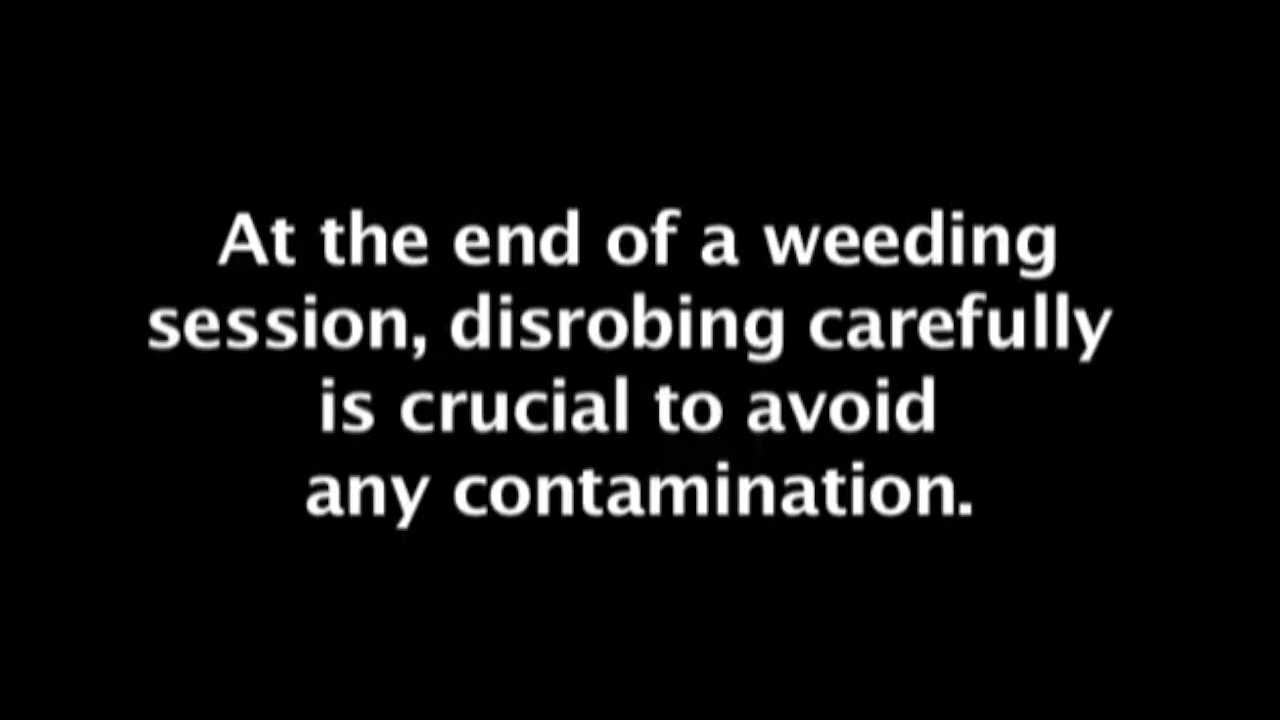 At the end of a weeding
session, disrobing carefully
is crucial to avoid
any contamination.